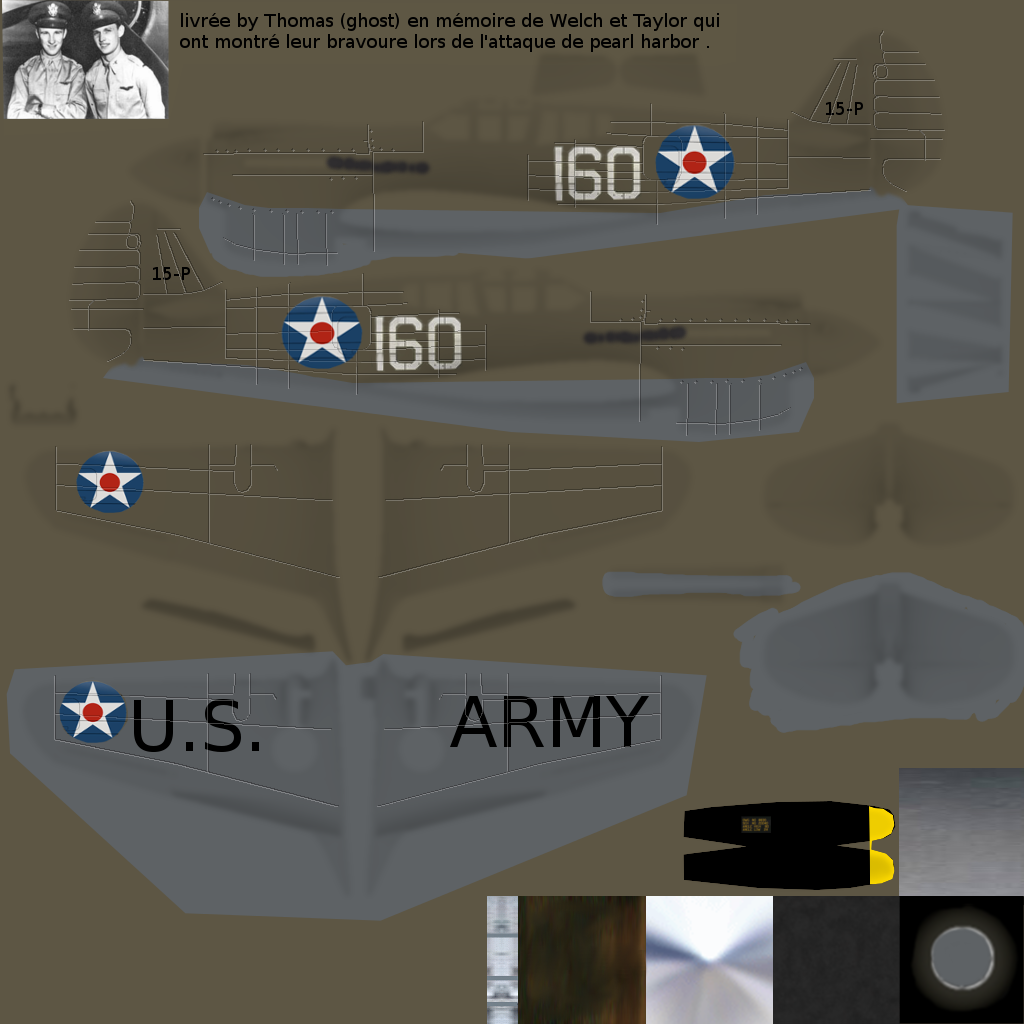 livrée by Thomas (ghost) en mémoire de Welch et Taylor qui
ont montré leur bravoure lors de l'attaque de pearl harbor .
15-P
160
15-P
160
U.S. ARMY